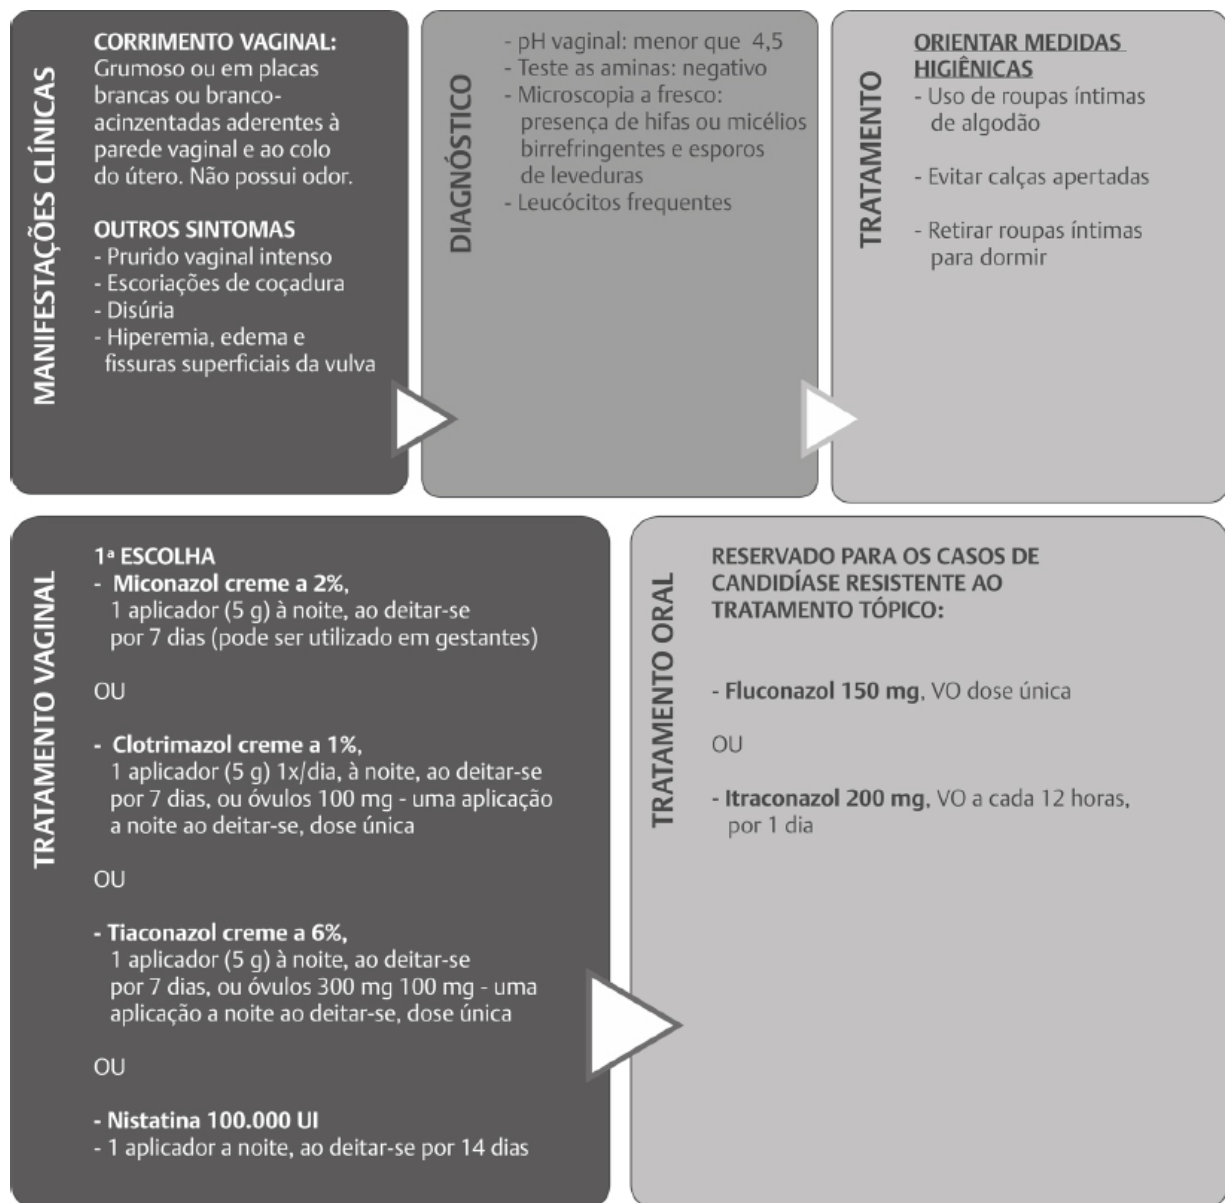 MANIFESTAÇÕES CLÍNICAS
CORRIMENTO VAGINAL:
Grumoso ou em placas
brancas ou branco-
acinzentadas aderentes à
parede vaginal e ao colo
do útero. Não possui odor.
OUTROS SINTOMAS
- Prurido vaginal intenso
- Escoriações de coçadura
- Disúria
- Hiperemia, edema e
fissuras superficiais da vulva
DIAGNÓSTICO
- pH vaginal: menor que 4,5
- Teste as aminas: negativo
- Microscopia a fresco:
presença de hifas ou micélios
birrefringentes e esporos
de leveduras
- Leucócitos frequentes
TRATAMENTO
ORIENTAR MEDIDAS
HIGIÊNICAS
- Uso de roupas íntimas
de algodão
- Evitar calças apertadas
- Retirar roupas íntimas
para dormir
TRATAMENTO VAGINAL
1ª ESCOLHA
- Miconazol creme a 2%,
1 aplicador (5 g) à noite, ao deitar-se
por 7 dias (pode ser utilizado em gestantes)
OU
- Clotrimazol creme a 1%,
1 aplicador (5 g) 1x/dia, à noite, ao deitar-se
por 7 dias, ou óvulos 100 mg - uma aplicação
a noite ao deitar-se, dose única
OU
- Tiaconazol creme a 6%,
1 aplicador (5 g) à noite, ao deitar-se
por 7 dias, ou óvulos 300 mg 100 mg - uma
aplicação a noite ao deitar-se, dose única
OU
- Nistatina 100.000 UI
- 1 aplicador a noite, ao deitar-se por 14 dias
TRATAMENTO ORAL
RESERVADO PARA OS CASOS DE
CANDIDÍASE RESISTENTE AO
TRATAMENTO TÓPICO:
- Fluconazol 150 mg, VO dose única
OU
- Itraconazol 200 mg, VO a cada 12 horas,
por 1 dia